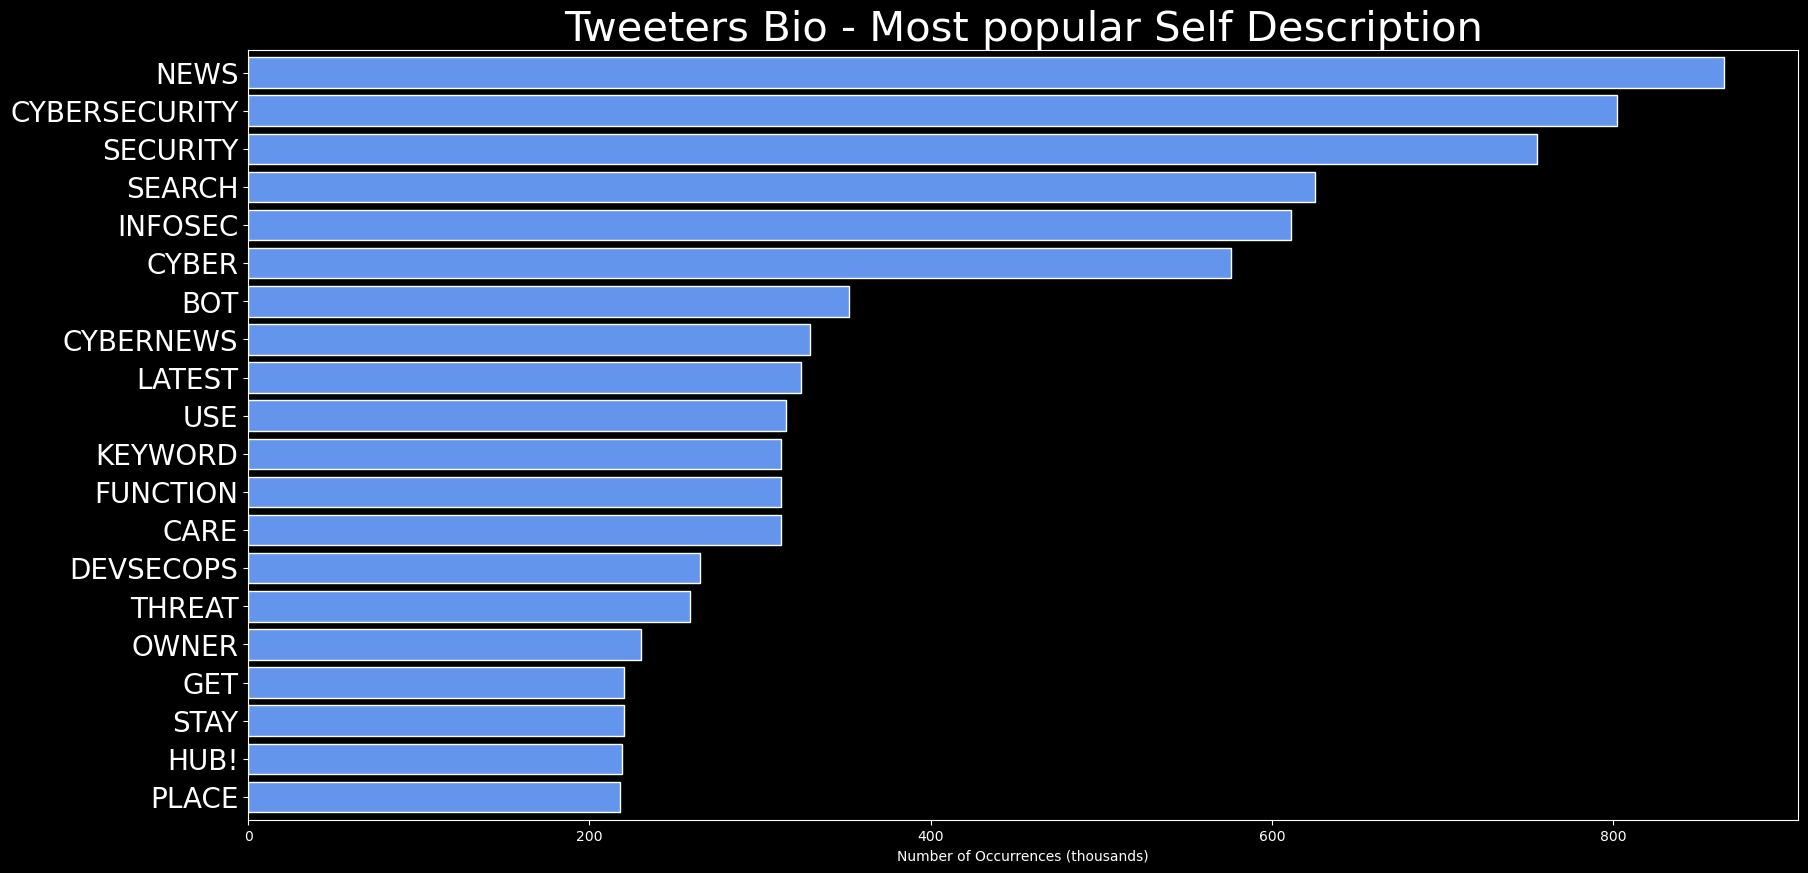 Tweeters Bio - Most popular Self Description
NEWS
CYBERSECURITY
SECURITY
SEARCH
INFOSEC
CYBER
BOT
CYBERNEWS
LATEST
USE
KEYWORD
FUNCTION
CARE
DEVSECOPS
THREAT
OWNER
GET
STAY
HUB!
PLACE
0 200 400 600 800
Number of Occurrences (thousands)